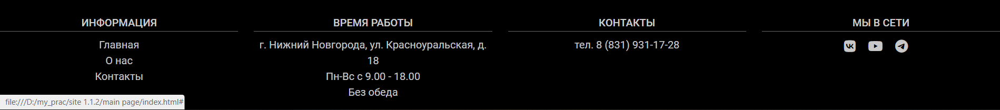 ИНФОРМАЦИЯ
Главная
О нас
Контакты
ВРЕМЯ РАБОТЫ
г. Нижний Новгорода, ул. Красноуральская, д.
18
Пн-Вс с 9.00 - 18.00
Без обеда
КОНТАКТЫ
тел. 8 (831) 931-17-28
МЫ В СЕТИ
file:///D:/my_prac/site 1.1.2/main page/index.html#